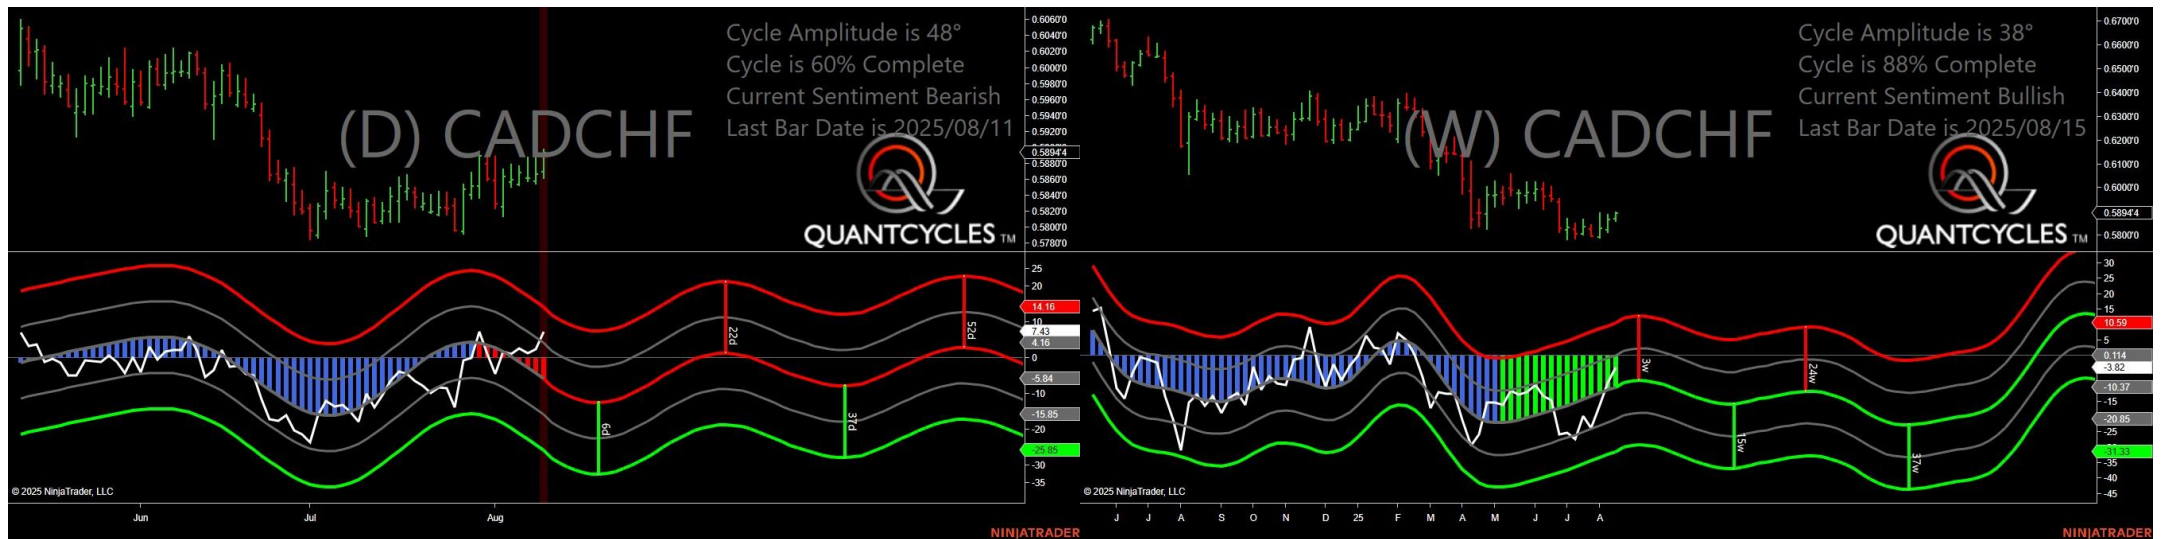 Cycle Amplitude is 48°
Cycle is 60% Complete
Current Sentiment Bearish
Last Bar Date is 2025/08/11
(D) CADCHF
QUANTCYCLES TM
0.6060'0
0.6040'0
0.6020'0
0.6000'0
0.5980'0
0.5960'0
0.5940'0
0.5920'0
0.5894'4
0.5880'0
0.5860'0
0.5840'0
0.5820'0
0.5800'0
0.5780'0
25
20
14.16
10
7.43
4.16
0
-5.84
-10
-15.85
-20
-25.85
-30
-35
6d
22d
37d
52d
© 2025 NinjaTrader, LLC
Jun
Jul
Aug
NINJATRADER
Cycle Amplitude is 38°
Cycle is 88% Complete
Current Sentiment Bullish
Last Bar Date is 2025/08/15
(W) CADCHF
QUANTCYCLES TM
0.6700'0
0.6600'0
0.6500'0
0.6400'0
0.6300'0
0.6200'0
0.6100'0
0.6000'0
0.5894'4
0.5800'0
30
25
20
15
10.59
5
0.114
-3.82
-10.37
-15
-20.85
-25
-31.33
-35
-40
-45
3w
15w
24w
37w
© 2025 NinjaTrader, LLC
J J A S O N D 25 F M A M J J A
NINJATRADER